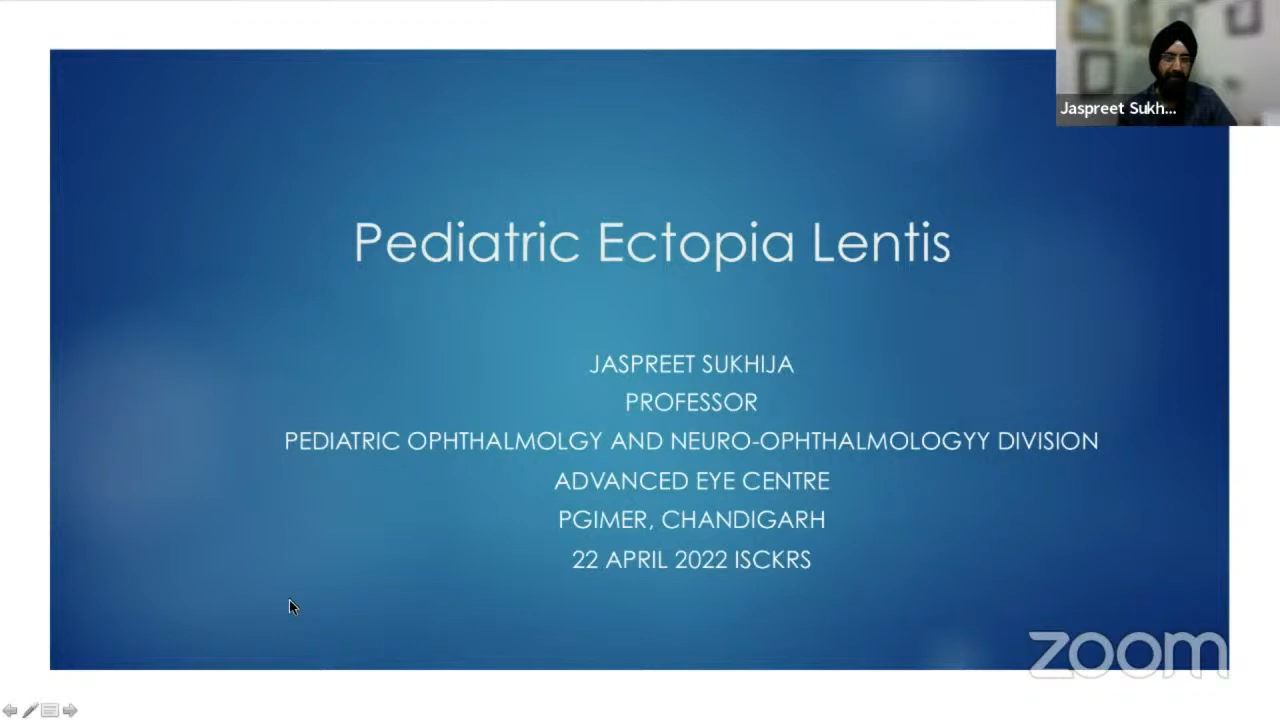 Jaspreet Sukh...
Pediatric Ectopia Lentis
JASPREET SUKHIJA
PROFESSOR
PEDIATRIC OPHTHALMOLGY AND NEURO-OPHTHALMOLOGYY DIVISION
ADVANCED EYE CENTRE
PGIMER, CHANDIGARH
22 APRIL 2022 ISCKRS
zoom